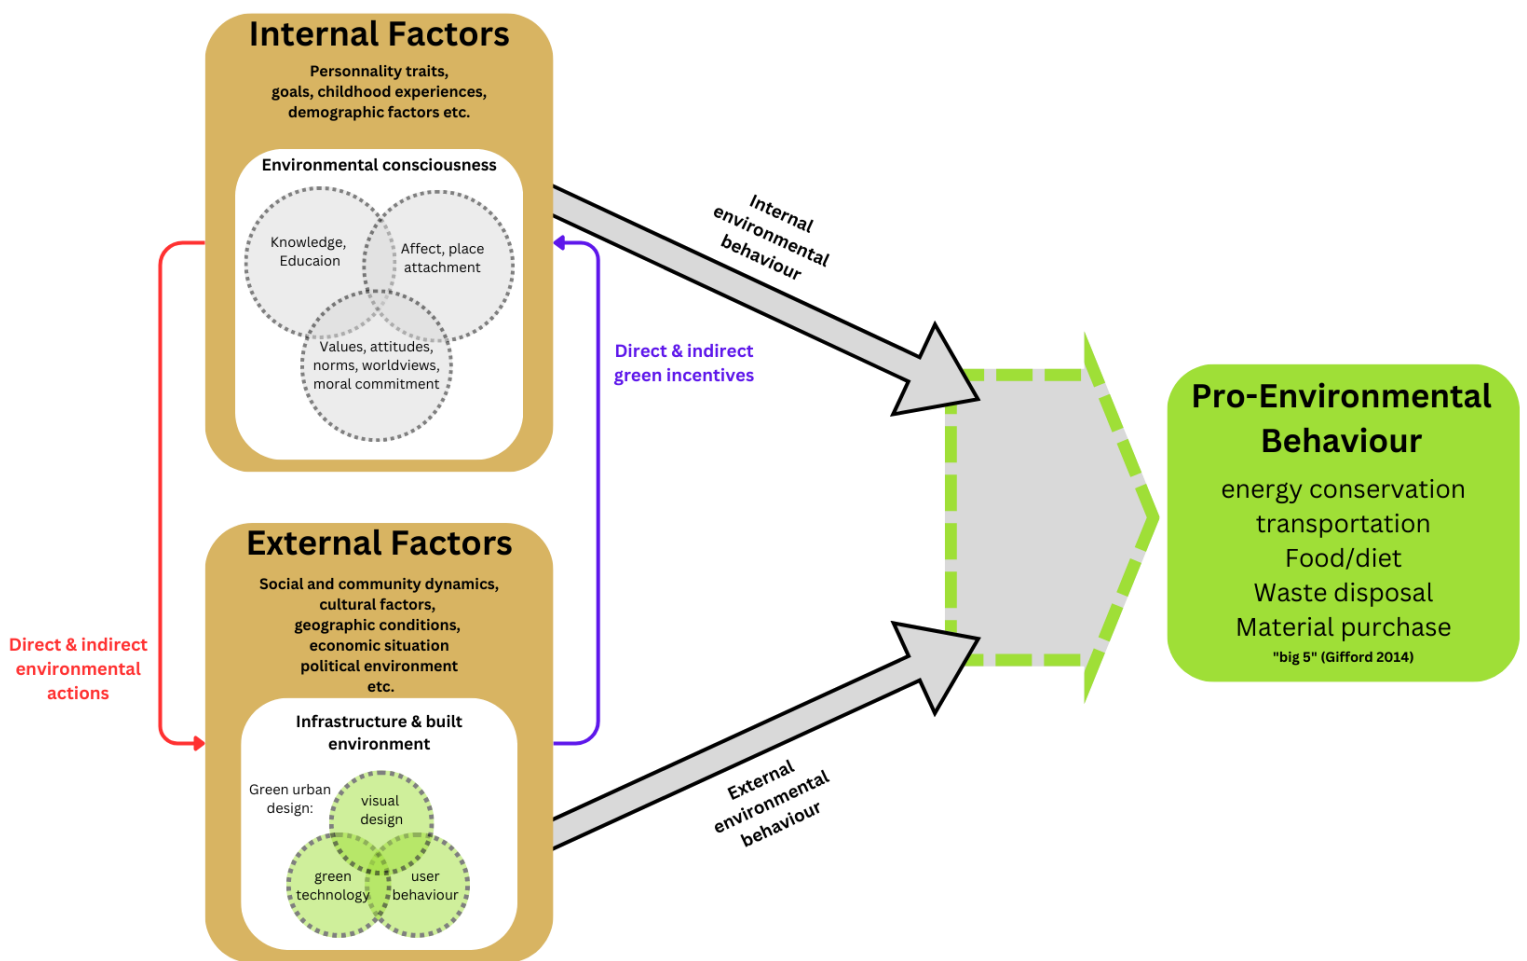 Internal Factors
Personnality traits,
goals, childhood experiences,
demographic factors etc.
Environmental consciousness
Knowledge,
Educaion
Affect, place
attachment
Values, attitudes,
norms, worldviews,
moral commitment
Internal
environmental
behaviour
Direct & indirect
green incentives
Direct & indirect
environmental
actions
External Factors
Social and community dynamics,
cultural factors,
geographic conditions,
economic situation
political environment
etc.
Infrastructure & built
environment
Green urban
design:
visual
design
green
technology
user
behaviour
External
environmental
behaviour
Pro-Environmental
Behaviour
energy conservation
transportation
Food/diet
Waste disposal
Material purchase
"big 5" (Gifford 2014)